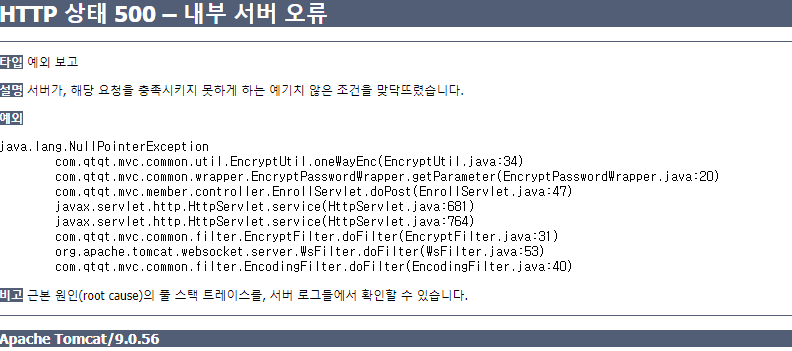 HTTP 상태 500 – 내부 서버 오류
타입 예외 보고
설명 서버가, 해당 요청을 충족시키지 못하게 하는 예기치 않은 조건을 맞닥뜨렸습니다.
예외
java.lang.NullPointerException
com.qtqt.mvc.common.util.EncryptUtil.oneWayEnc(EncryptUtil.java:34)
com.qtqt.mvc.common.wrapper.EncryptPasswordWrapper.getParameter(EncryptPasswordWrapper.java:20)
com.qtqt.mvc.member.controller.EnrollServlet.doPost(EnrollServlet.java:47)
javax.servlet.http.HttpServlet.service(HttpServlet.java:681)
javax.servlet.http.HttpServlet.service(HttpServlet.java:764)
com.qtqt.mvc.common.filter.EncryptFilter.doFilter(EncryptFilter.java:31)
org.apache.tomcat.websocket.server.WsFilter.doFilter(WsFilter.java:53)
com.qtqt.mvc.common.filter.EncodingFilter.doFilter(EncodingFilter.java:40)
비고 근본 원인(root cause)의 풀 스택 트레이스를, 서버 로그들에서 확인할 수 있습니다.
Apache Tomcat/9.0.56